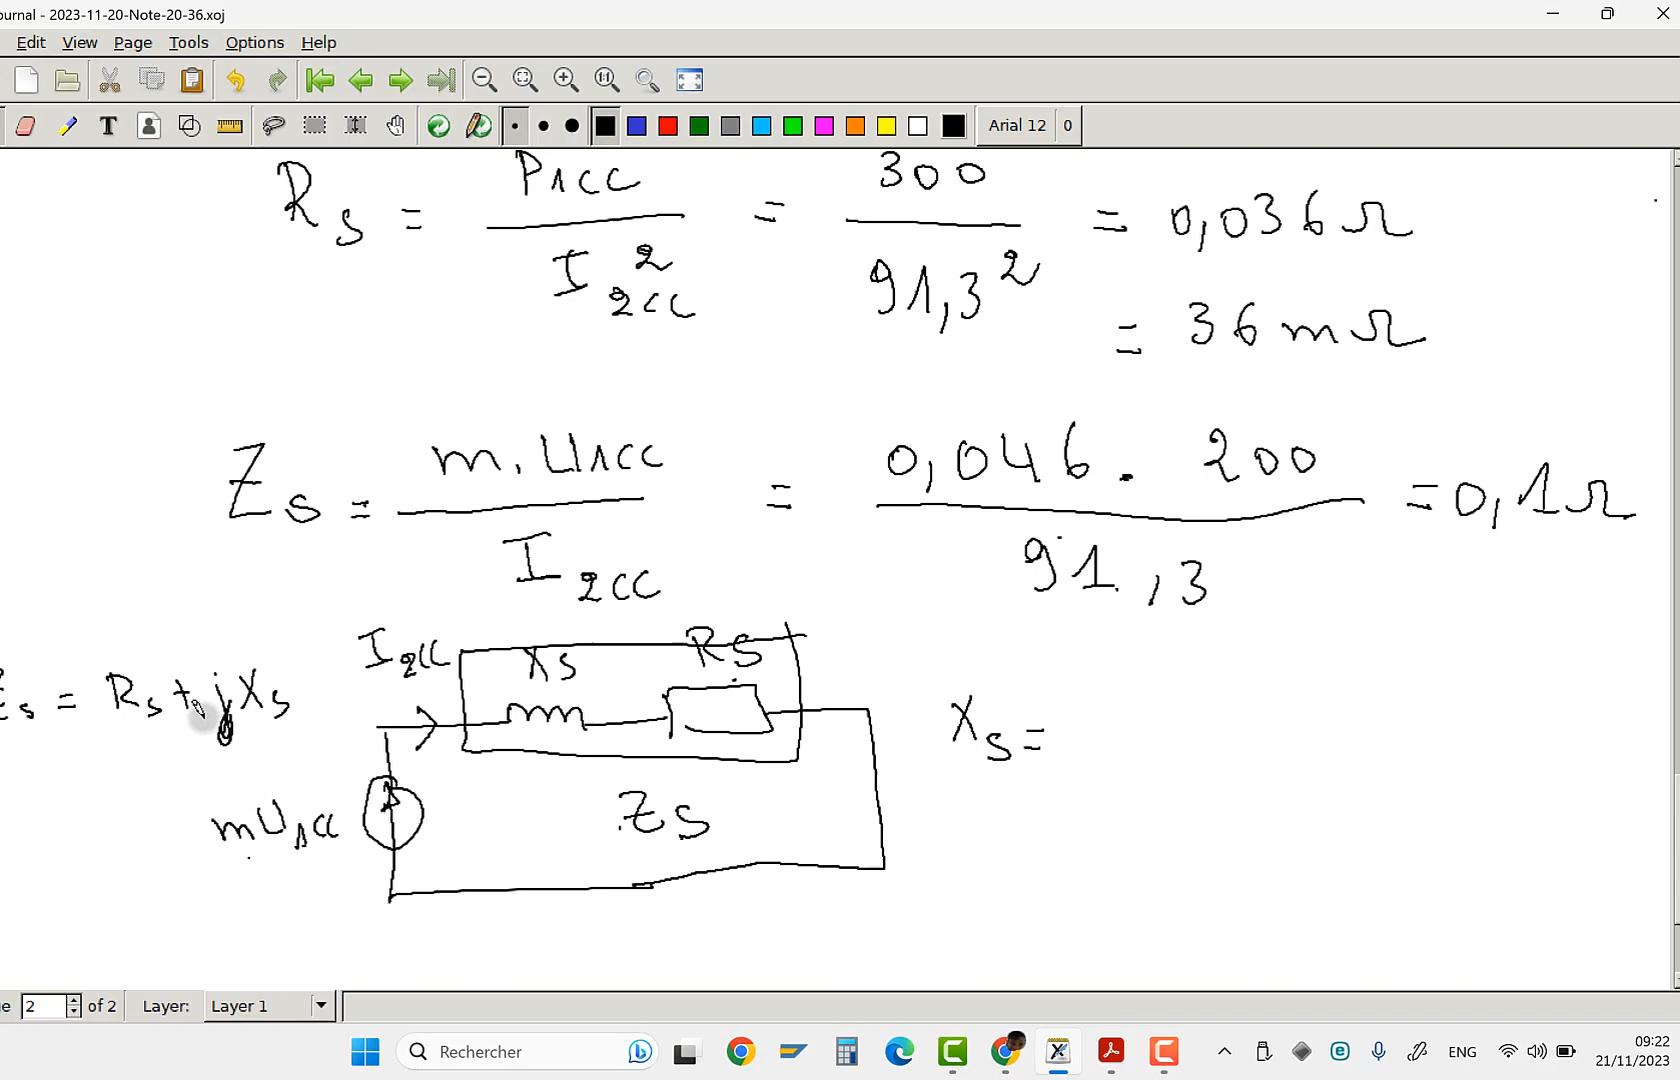 ournal - 2023-11-20-Note-20-36.xoj
Edit View Page Tools Options Help
Arial 12 0
Rs = P1cc / I2cc² = 300 / 91,3² = 0,036 Ω
= 36 mΩ
Zs = m. U1cc / I2cc = 0,046 . 200 / 91,3 = 0,1 Ω
I2cc Xs Rs
Zs = Rs + jXs
Xs =
mU1cc Zs
ge 2 of 2 Layer: Layer 1
Rechercher
ENG 09:22
21/11/2023